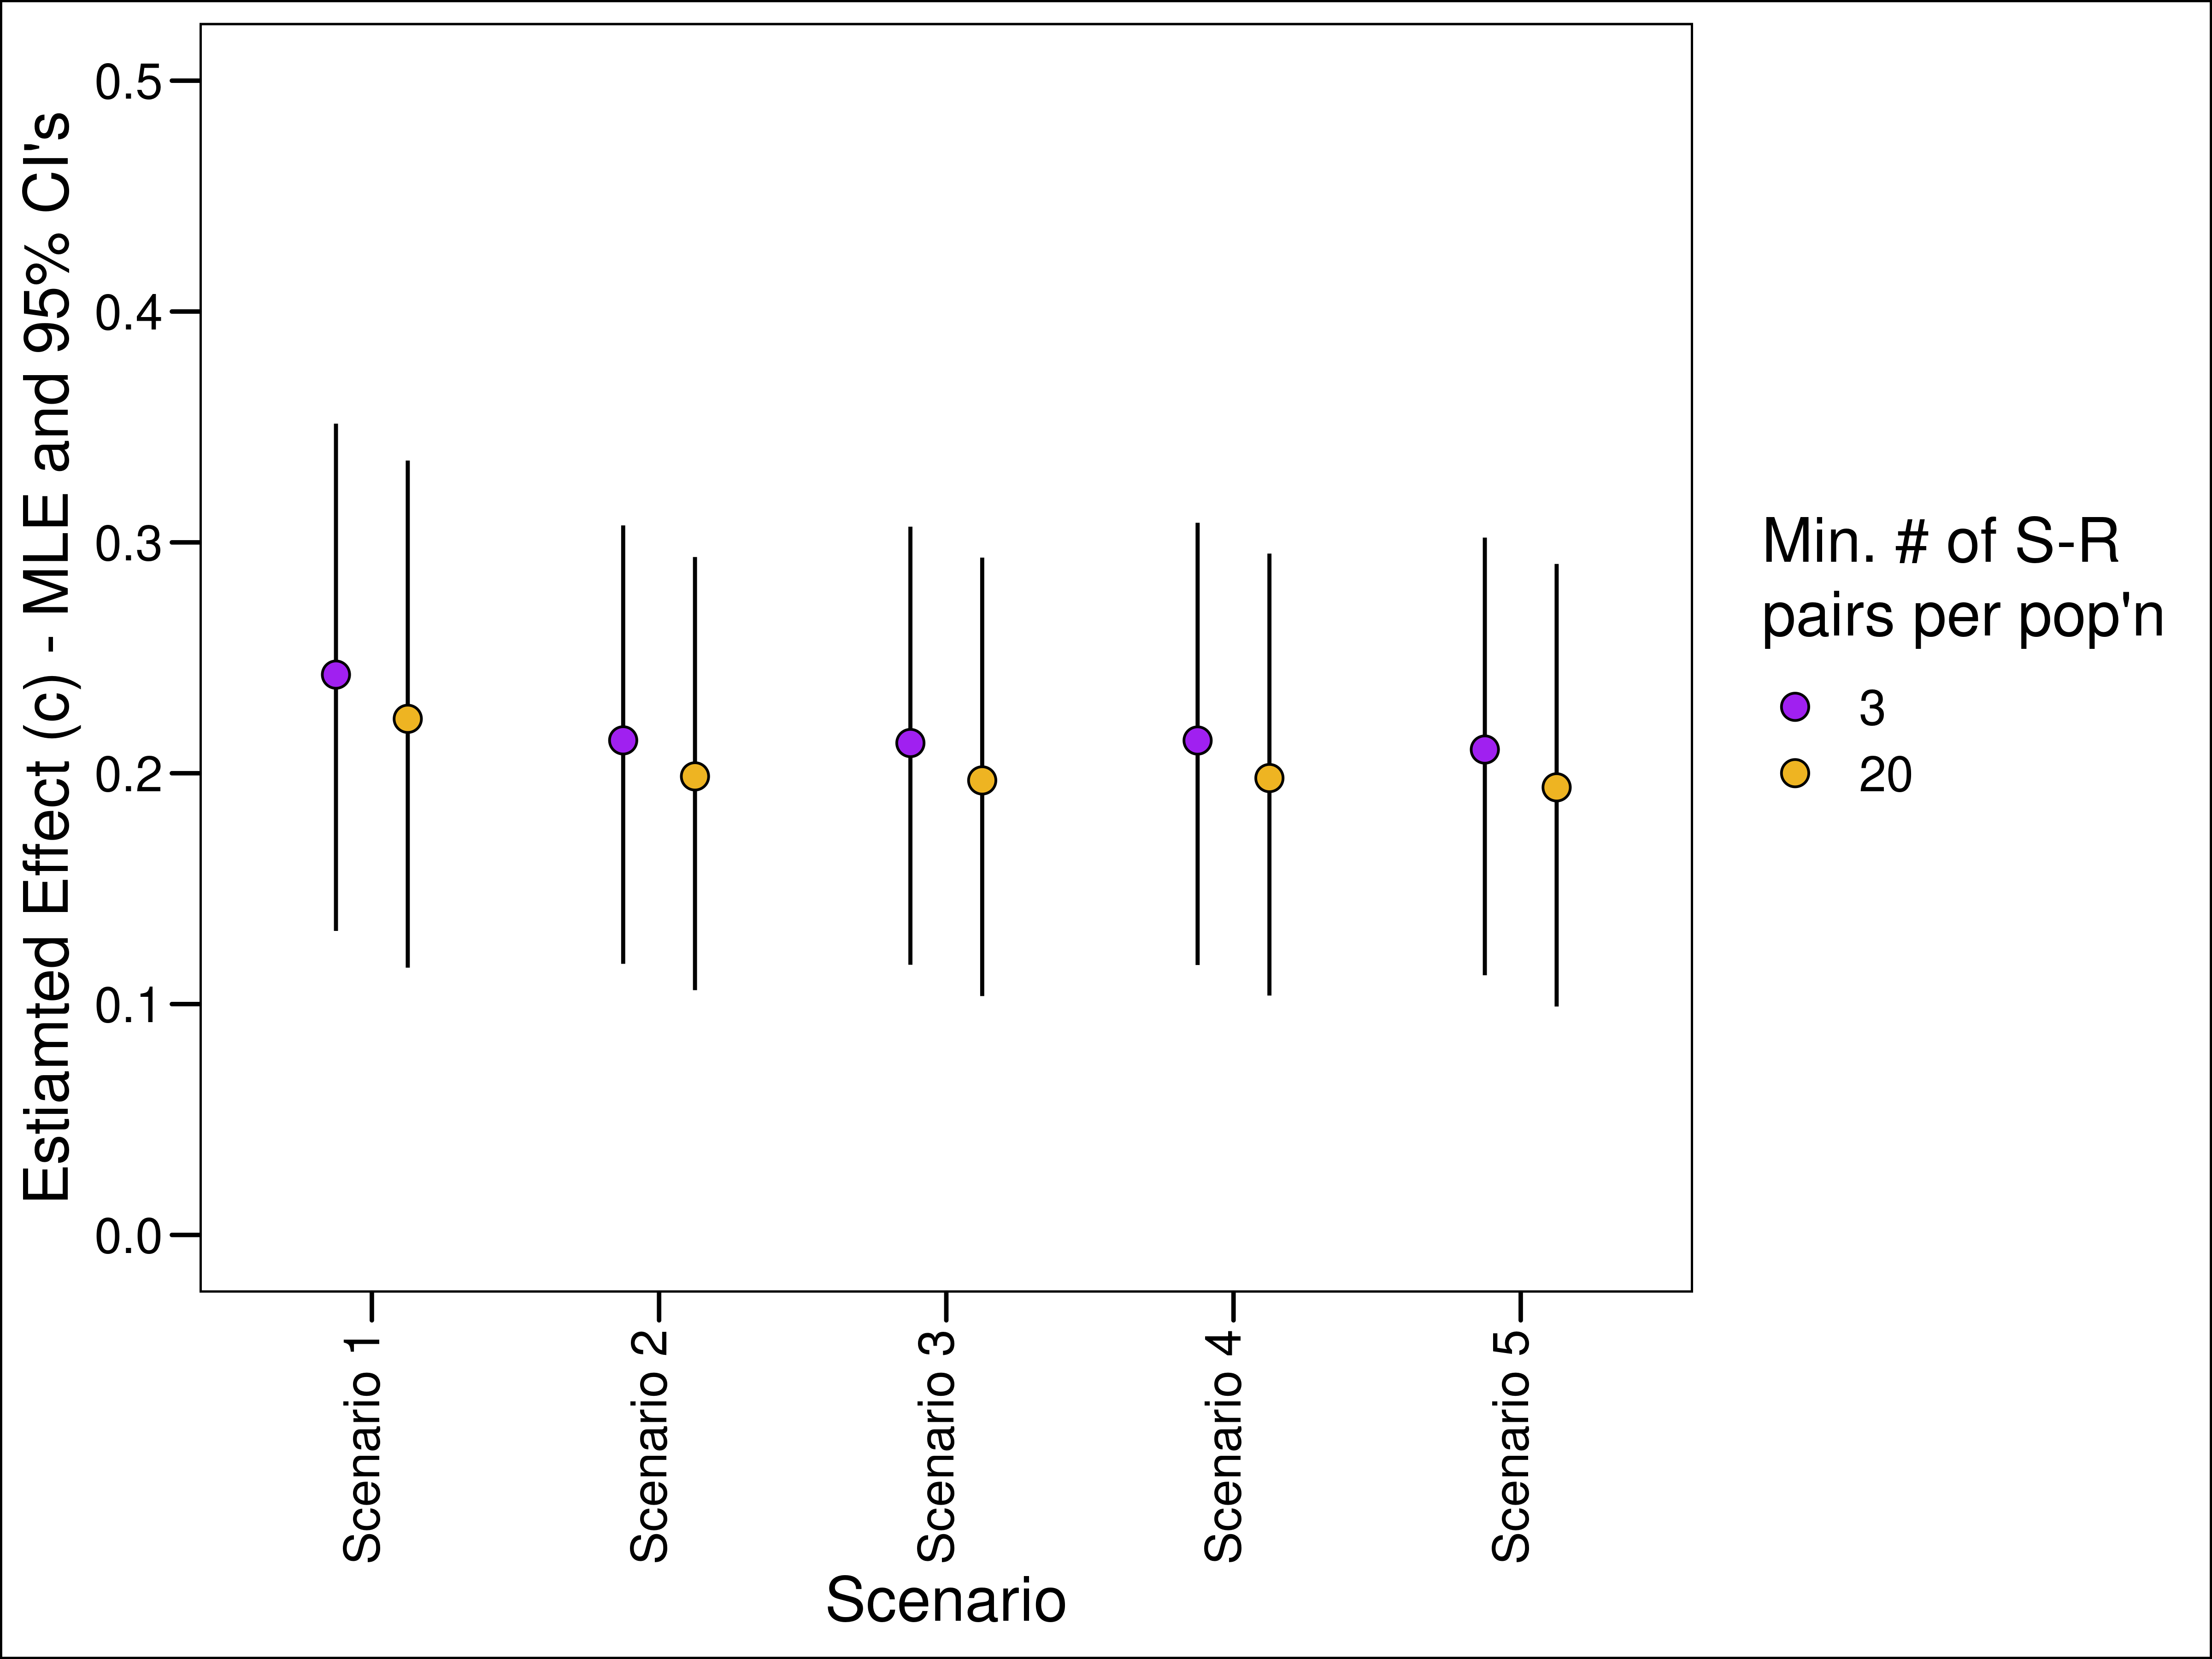 Estiamted Effect (c) - MLE and 95% CI's
0.5
0.4
0.3
0.2
0.1
0.0
Scenario 1
Scenario 2
Scenario 3
Scenario 4
Scenario 5
Scenario
Min. # of S-R
pairs per pop'n
3
20